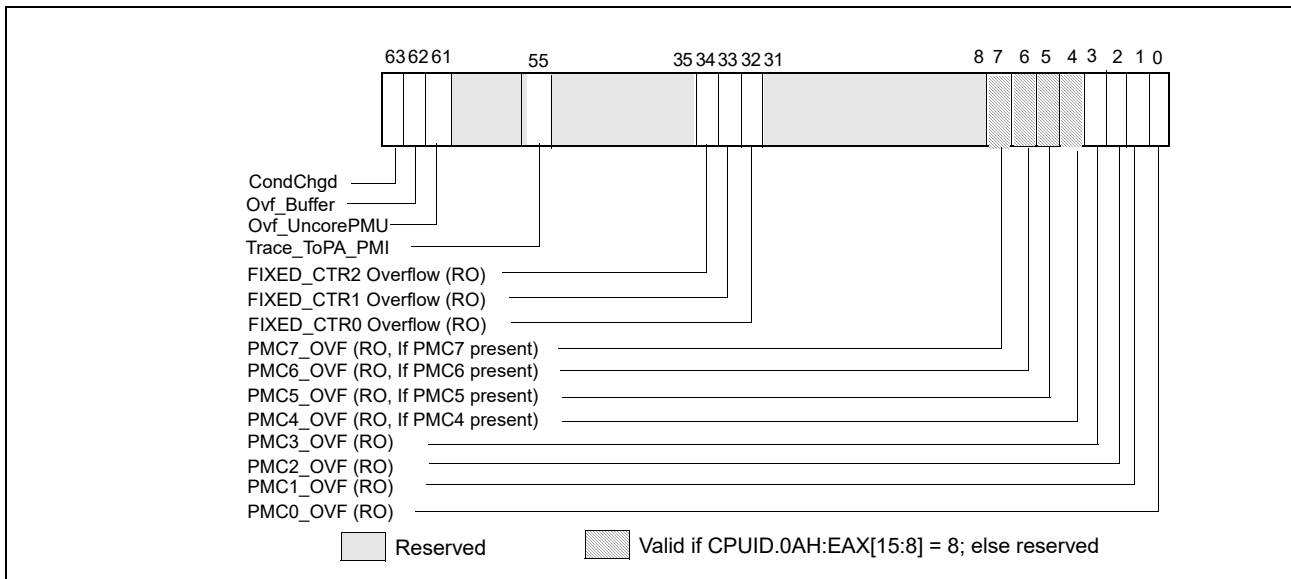 63 62 61 55 35 34 33 32 31 8 7 6 5 4 3 2 1 0
CondChgd
Ovf_Buffer
Ovf_UncorePMU
Trace_ToPA_PMI
FIXED_CTR2 Overflow (RO)
FIXED_CTR1 Overflow (RO)
FIXED_CTR0 Overflow (RO)
PMC7_OVF (RO, If PMC7 present)
PMC6_OVF (RO, If PMC6 present)
PMC5_OVF (RO, If PMC5 present)
PMC4_OVF (RO, If PMC4 present)
PMC3_OVF (RO)
PMC2_OVF (RO)
PMC1_OVF (RO)
PMC0_OVF (RO)
Reserved Valid if CPUID.0AH:EAX[15:8] = 8; else reserved